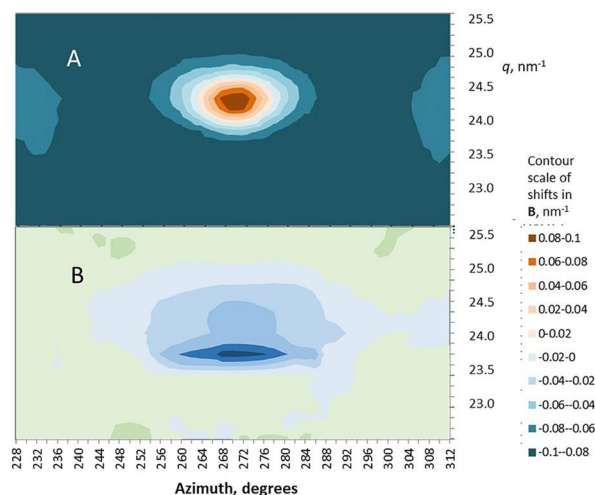 A
25.5
25.0
q, nm-1
24.5
24.0
23.5
23.0
Contour
scale of
shifts in
B, nm-1
B
25.5
25.0
24.5
24.0
23.5
23.0
0.08-0.1
0.06-0.08
0.04-0.06
0.02-0.04
0-0.02
-0.02-0
-0.04--0.02
-0.06--0.04
-0.08--0.06
-0.1--0.08
228 232 236 240 244 248 252 256 260 264 268 272 276 280 284 288 292 296 300 304 308 312
Azimuth, degrees